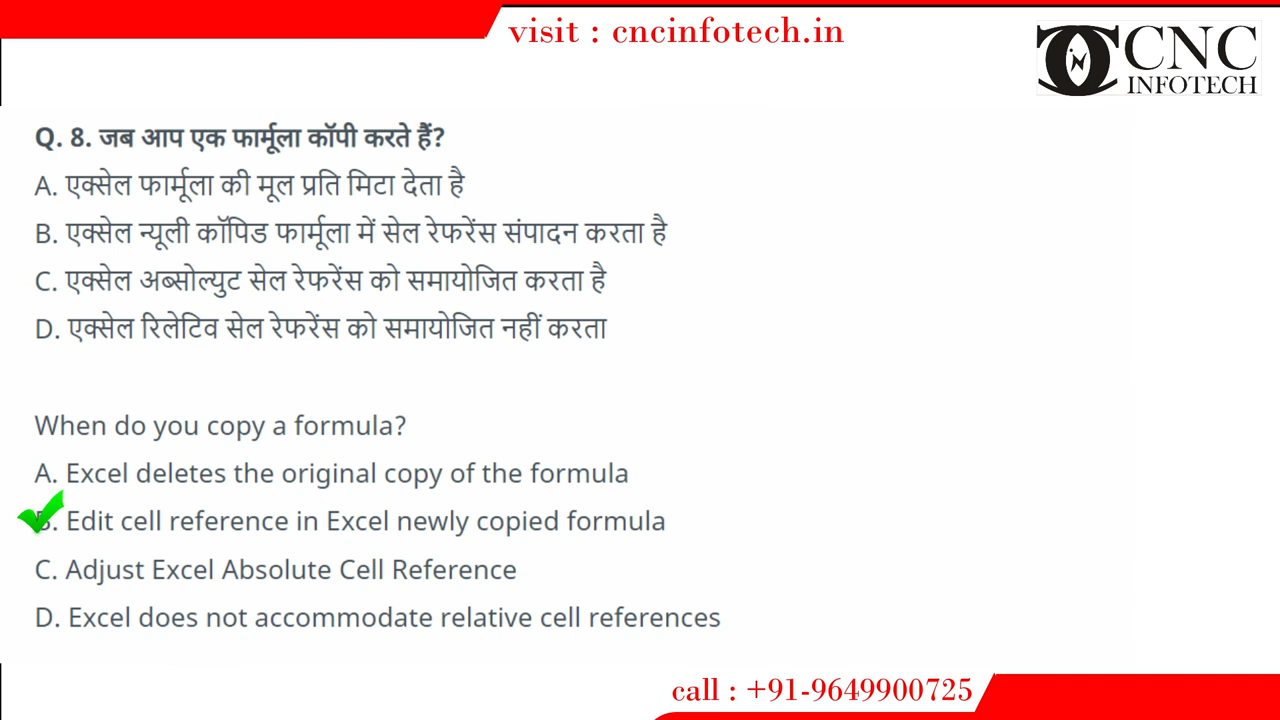 visit : cncinfotech.in
CNC
INFOTECH
Q. 8. जब आप एक फार्मूला कॉपी करते हैं?
A. एक्सेल फार्मूला की मूल प्रति मिटा देता है
B. एक्सेल न्यूली कॉपिड फार्मूला में सेल रेफरेंस संपादन करता है
C. एक्सेल अब्सोल्युट सेल रेफरेंस को समायोजित करता है
D. एक्सेल रिलेटिव सेल रेफरेंस को समायोजित नहीं करता
When do you copy a formula?
A. Excel deletes the original copy of the formula
B. Edit cell reference in Excel newly copied formula
C. Adjust Excel Absolute Cell Reference
D. Excel does not accommodate relative cell references
call : +91-9649900725